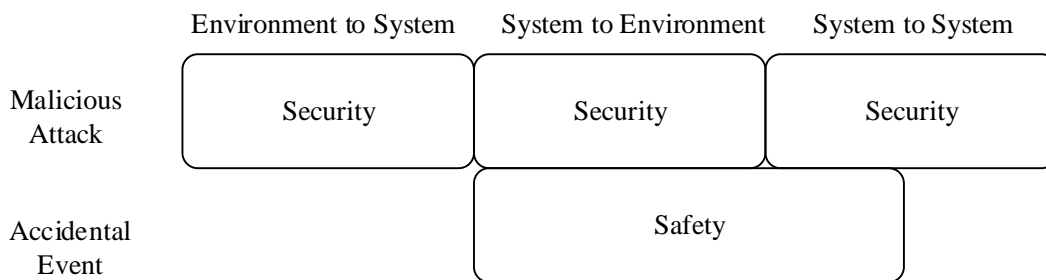 Environment to System System to Environment System to System
Malicious
Attack
Security Security Security
Accidental
Event
Safety